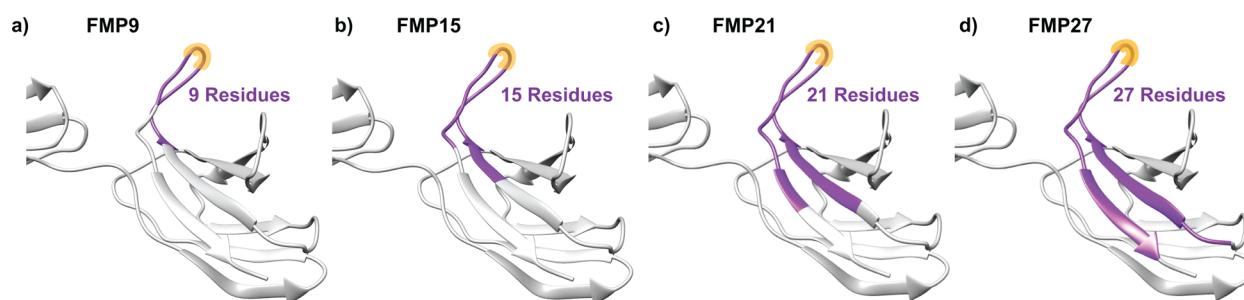 a) FMP9
9 Residues
b) FMP15
15 Residues
c) FMP21
21 Residues
d) FMP27
27 Residues